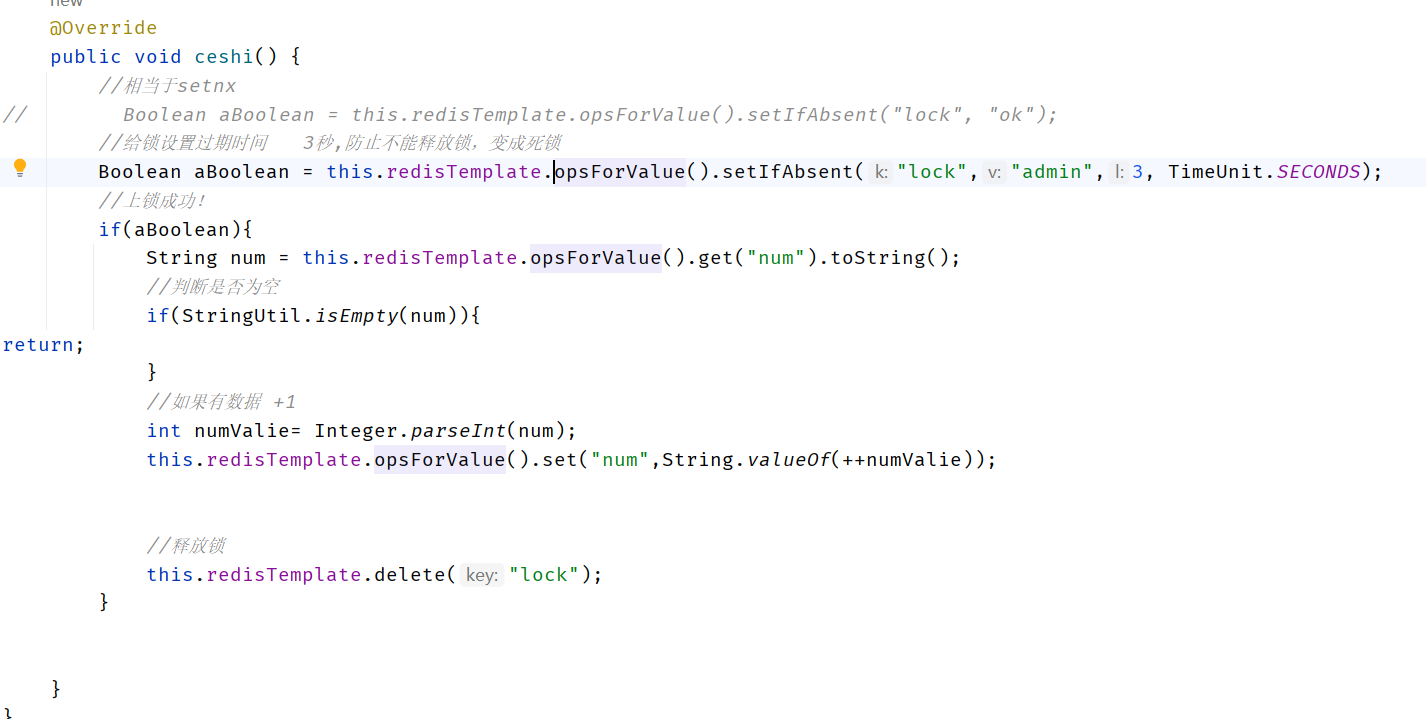 new
@Override
public void ceshi() {
//相当于setnx
// Boolean aBoolean = this.redisTemplate.opsForValue().setIfAbsent("lock", "ok");
//给锁设置过期时间 3秒,防止不能释放锁，变成死锁
Boolean aBoolean = this.redisTemplate.opsForValue().setIfAbsent( k: "lock", v: "admin", l: 3, TimeUnit.SECONDS);
//上锁成功！
if(aBoolean){
String num = this.redisTemplate.opsForValue().get("num").toString();
//判断是否为空
if(StringUtil.isEmpty(num)){
return;
}
//如果有数据 +1
int numValie= Integer.parseInt(num);
this.redisTemplate.opsForValue().set("num",String.valueOf(++numValie));
//释放锁
this.redisTemplate.delete( key: "lock");
}
}
}